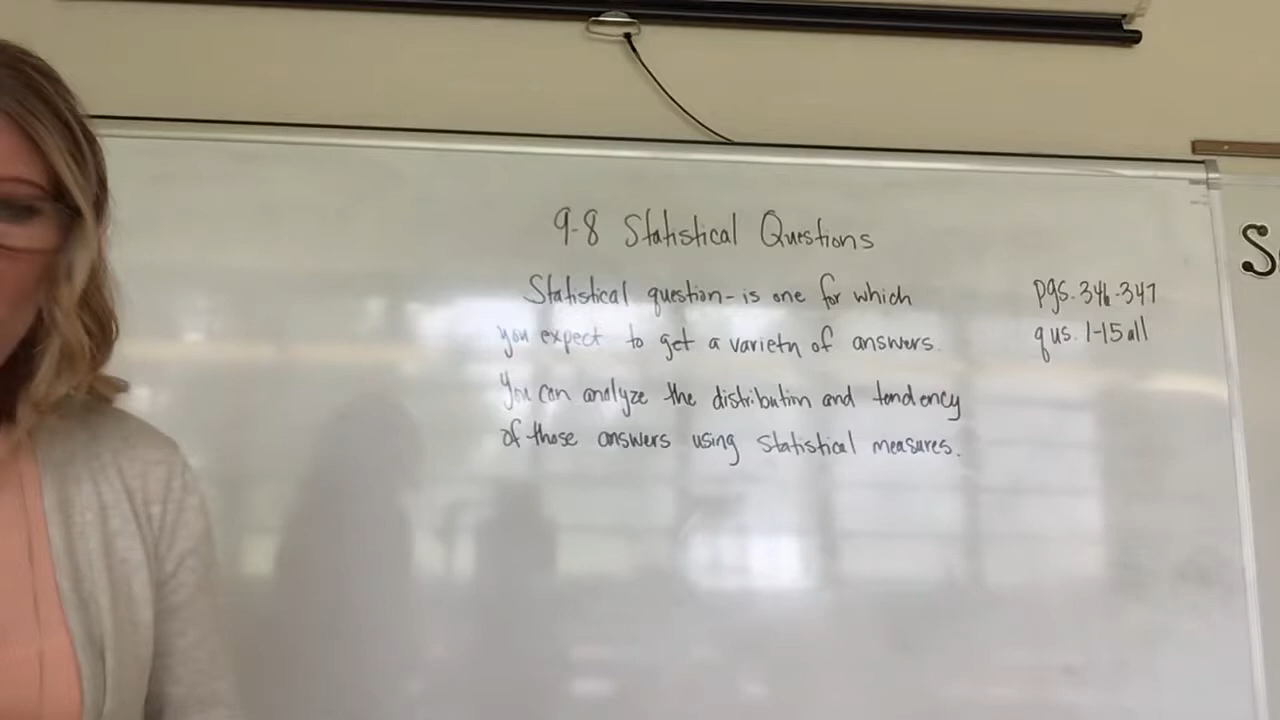 9-8 Statistical Questions
Statistical question - is one for which
you expect to get a variety of answers.
You can analyze the distribution and tendency
of those answers using statistical measures.
pgs. 346-347
qus. 1-15 all